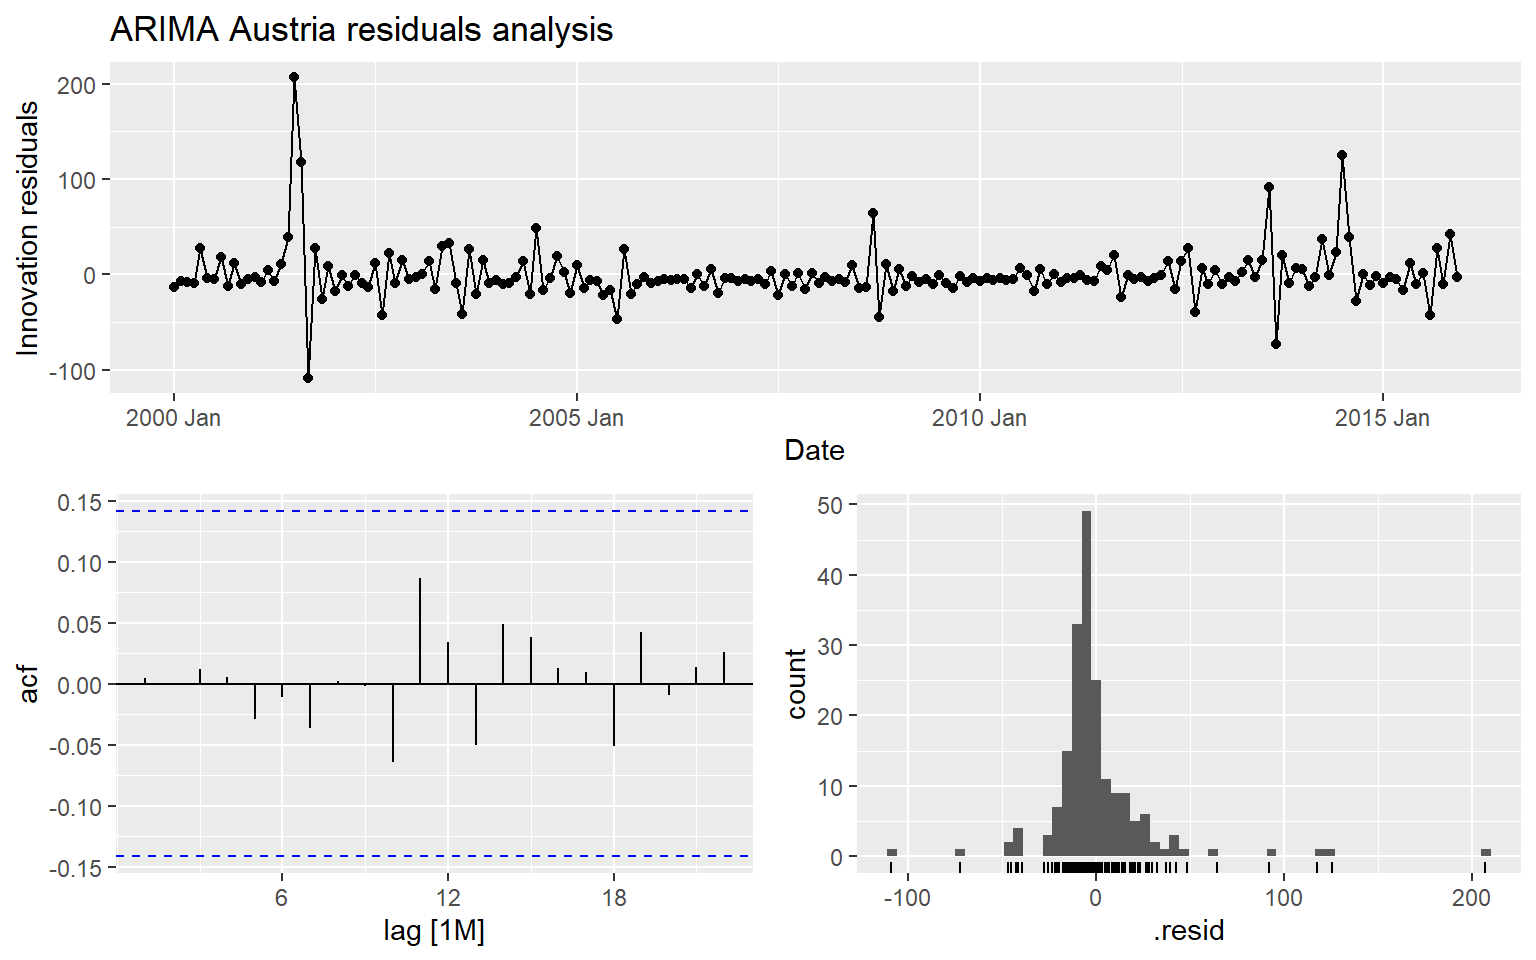 ARIMA Austria residuals analysis
Innovation residuals
200
100
0
-100
2000 Jan 2005 Jan 2010 Jan 2015 Jan
Date
acf
0.15
0.10
0.05
0.00
-0.05
-0.10
-0.15
6 12 18
lag [1M]
count
50
40
30
20
10
0
-100 0 100 200
.resid